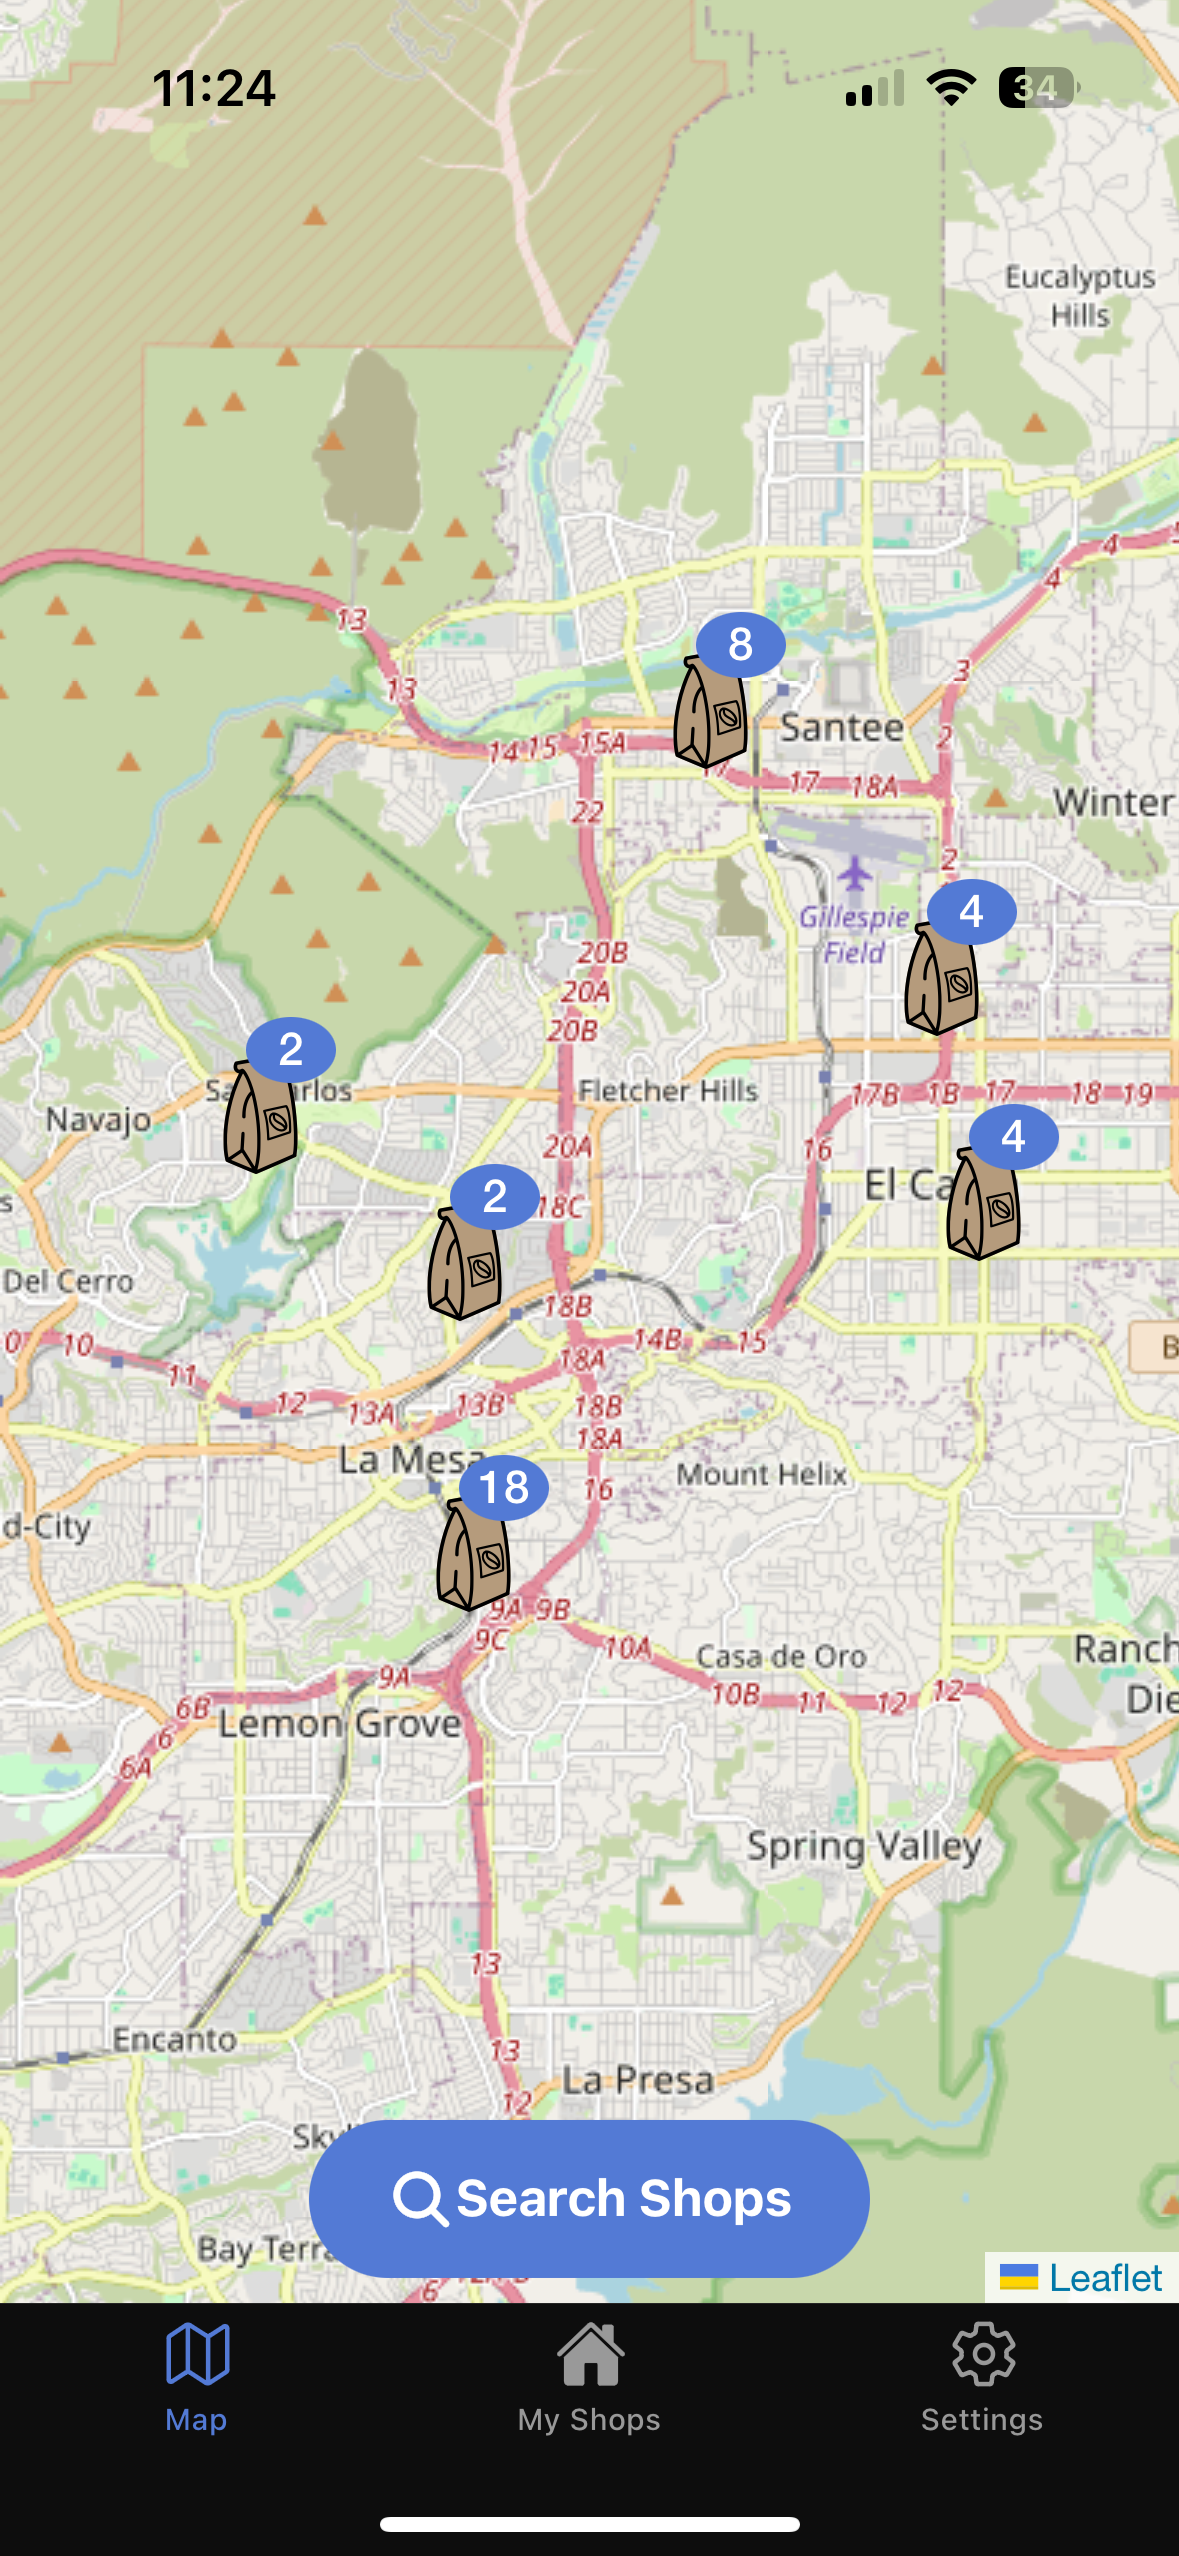 11:24
34
Eucalyptus
Hills
4
4
13
8
3
13
Santee
2
14 15 15A
17
17 18A
Winter
22
2
4
Gillespie
Field
20B
20A
20B
2
Fletcher Hills
17B 1B 17 18 19
Navajo
4
20A
16
2
18C
El Ca
Del Cerro
18B
10
14B
15
11
18A
12
13A
13B
18B
18A
La Mesa
18
16
Mount Helix
d-City
9A 9B
9C
10A
Casa de Oro
Ranch
9A
10B 11 12 12
Die
6B
Lemon Grove
6
6A
Spring Valley
13
Encanto
13
La Presa
12
Search Shops
Bay Terra
6
Leaflet
Map
My Shops
Settings